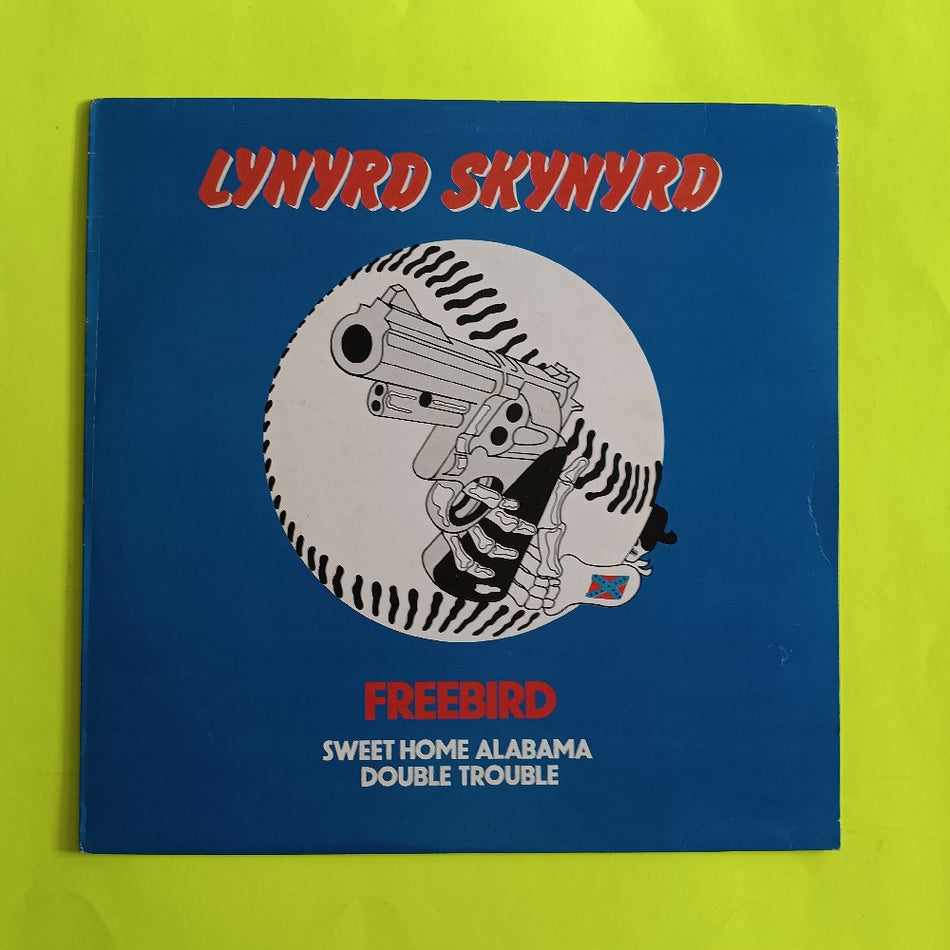 LYNYRD SKYNYRD
FREEBIRD
SWEET HOME ALABAMA
DOUBLE TROUBLE